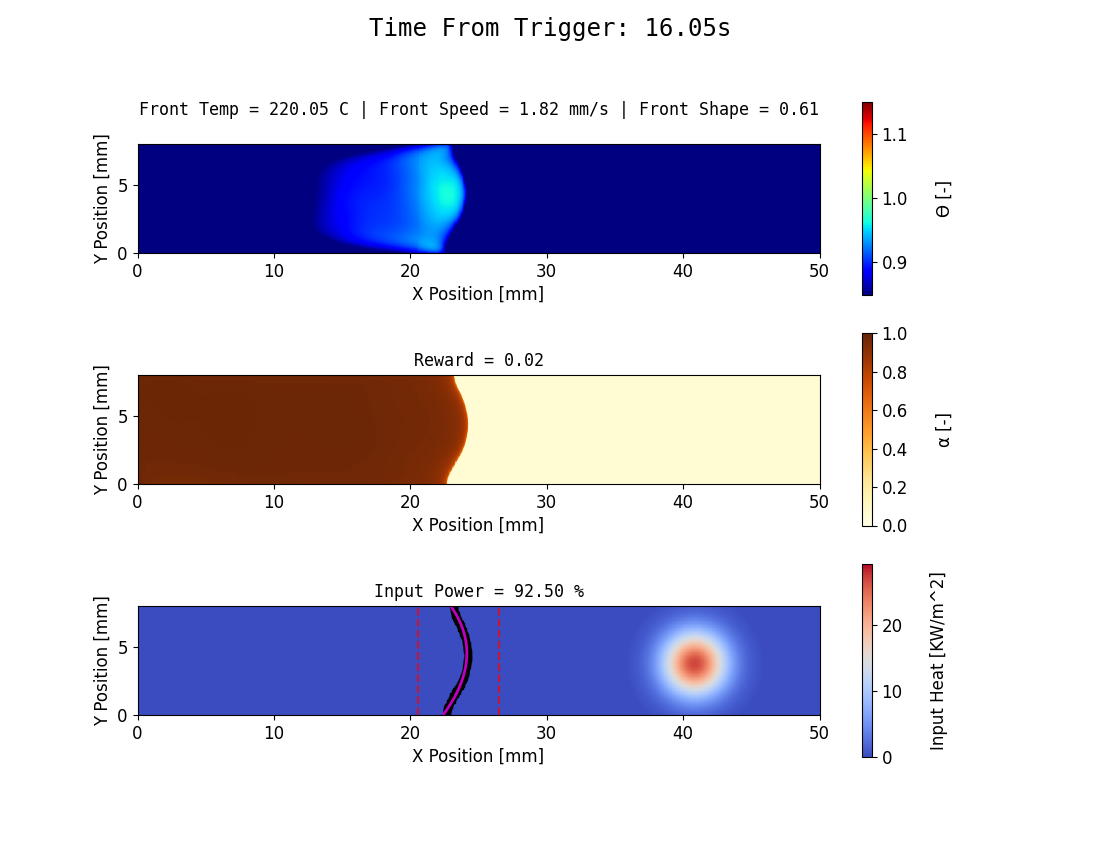 Time From Trigger: 16.05s
Front Temp = 220.05 C | Front Speed = 1.82 mm/s | Front Shape = 0.61
Y Position [mm]
5
0
0 10 20 30 40 50
X Position [mm]
1.1
1.0
0.9
Θ [-]
Reward = 0.02
Y Position [mm]
5
0
0 10 20 30 40 50
X Position [mm]
1.0
0.8
0.6
0.4
0.2
0.0
α [-]
Input Power = 92.50 %
Y Position [mm]
5
0
0 10 20 30 40 50
X Position [mm]
20
10
0
Input Heat [KW/m^2]